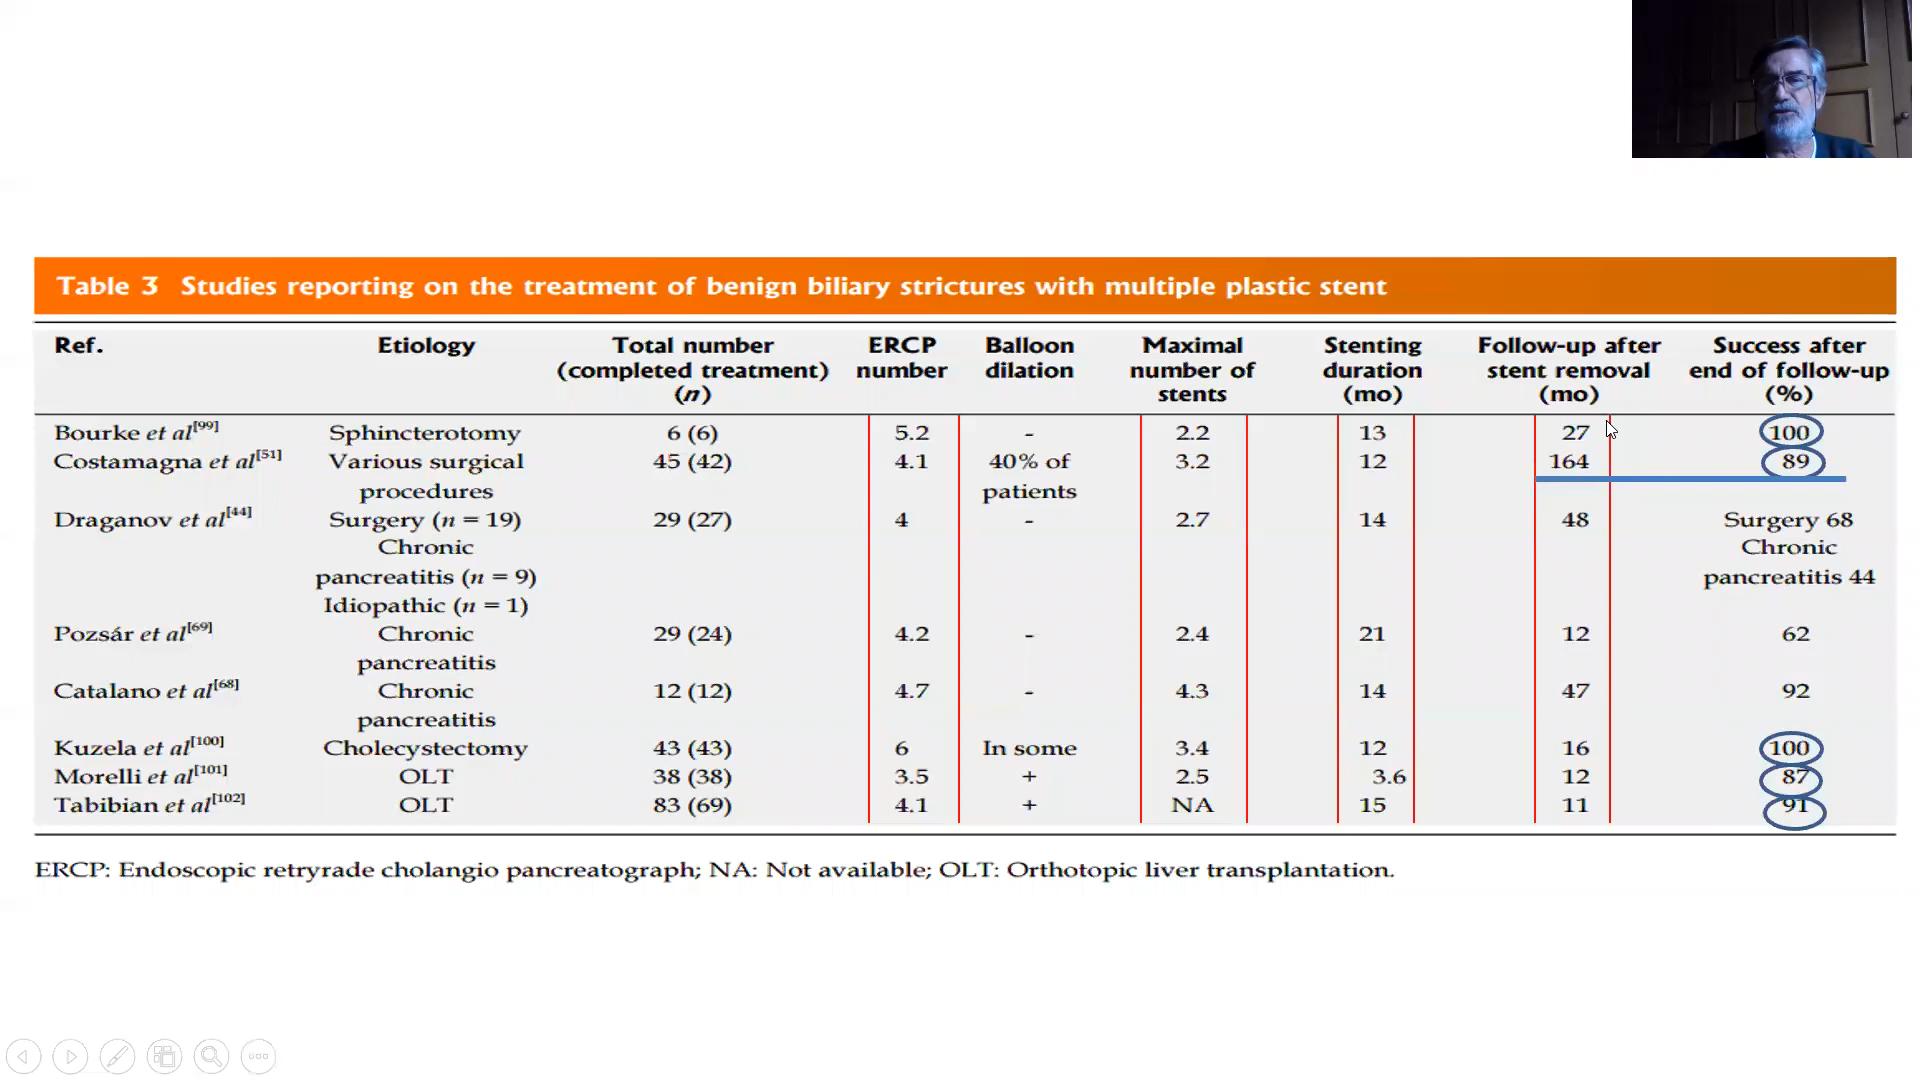 Table 3 Studies reporting on the treatment of benign biliary strictures with multiple plastic stent
Ref. Etiology Total number (completed treatment) (n) ERCP number Balloon dilation Maximal number of stents Stenting duration (mo) Follow-up after stent removal (mo) Success after end of follow-up (%)
Bourke et al[99] Sphincterotomy 6 (6) 5.2 - 2.2 13 27 100
Costamagna et al[51] Various surgical 45 (42) 4.1 40% of 3.2 12 164 89
procedures patients
Draganov et al[44] Surgery (n = 19) 29 (27) 4 - 2.7 14 48 Surgery 68
Chronic Chronic
pancreatitis (n = 9) pancreatitis 44
Idiopathic (n = 1)
Pozsár et al[69] Chronic 29 (24) 4.2 - 2.4 21 12 62
pancreatitis
Catalano et al[68] Chronic 12 (12) 4.7 - 4.3 14 47 92
pancreatitis
Kuzela et al[100] Cholecystectomy 43 (43) 6 In some 3.4 12 16 100
Morelli et al[101] OLT 38 (38) 3.5 + 2.5 3.6 12 87
Tabibian et al[102] OLT 83 (69) 4.1 + NA 15 11 91
ERCP: Endoscopic retryrade cholangio pancreatograph; NA: Not available; OLT: Orthotopic liver transplantation.